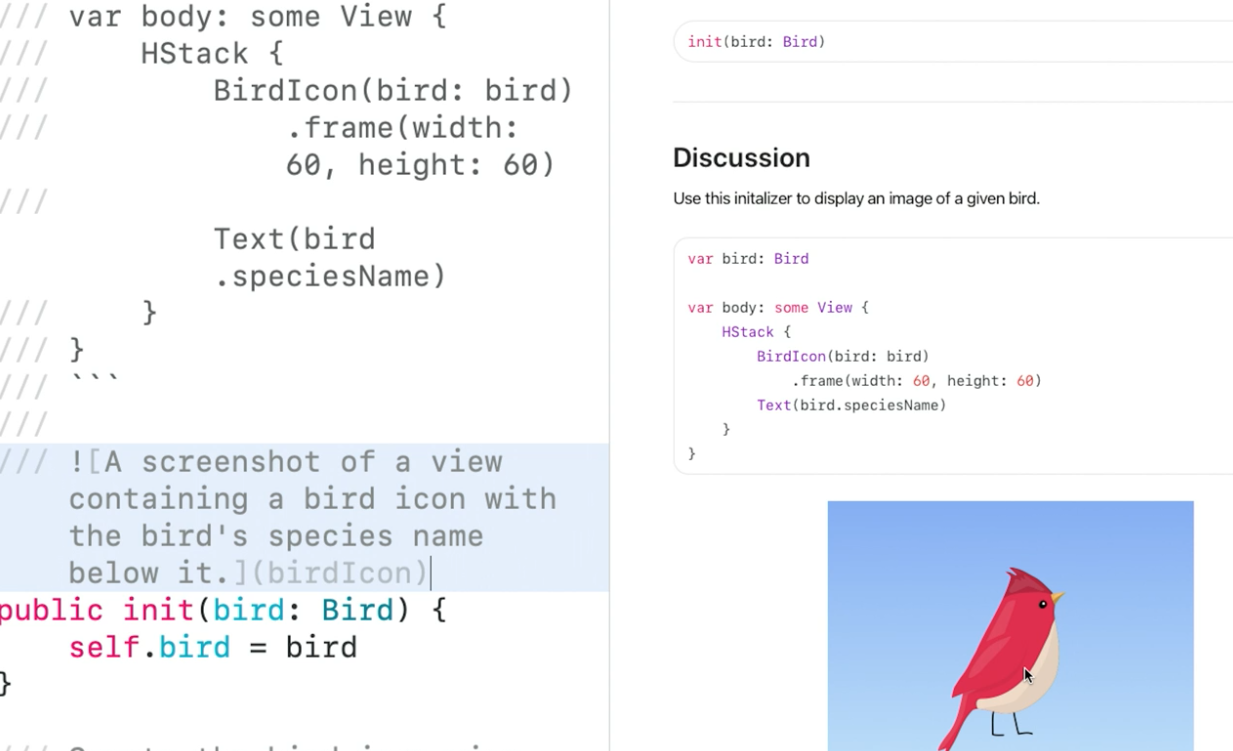 /// var body: some View {
/// HStack {
/// BirdIcon(bird: bird)
/// .frame(width:
60, height: 60)
///
Text(bird
.speciesName)
/// }
/// }
/// ```
///
/// ![A screenshot of a view
containing a bird icon with
the bird's species name
below it.](birdIcon)
public init(bird: Bird) {
self.bird = bird
}
init(bird: Bird)
Discussion
Use this initalizer to display an image of a given bird.
var bird: Bird
var body: some View {
HStack {
BirdIcon(bird: bird)
.frame(width: 60, height: 60)
Text(bird.speciesName)
}
}